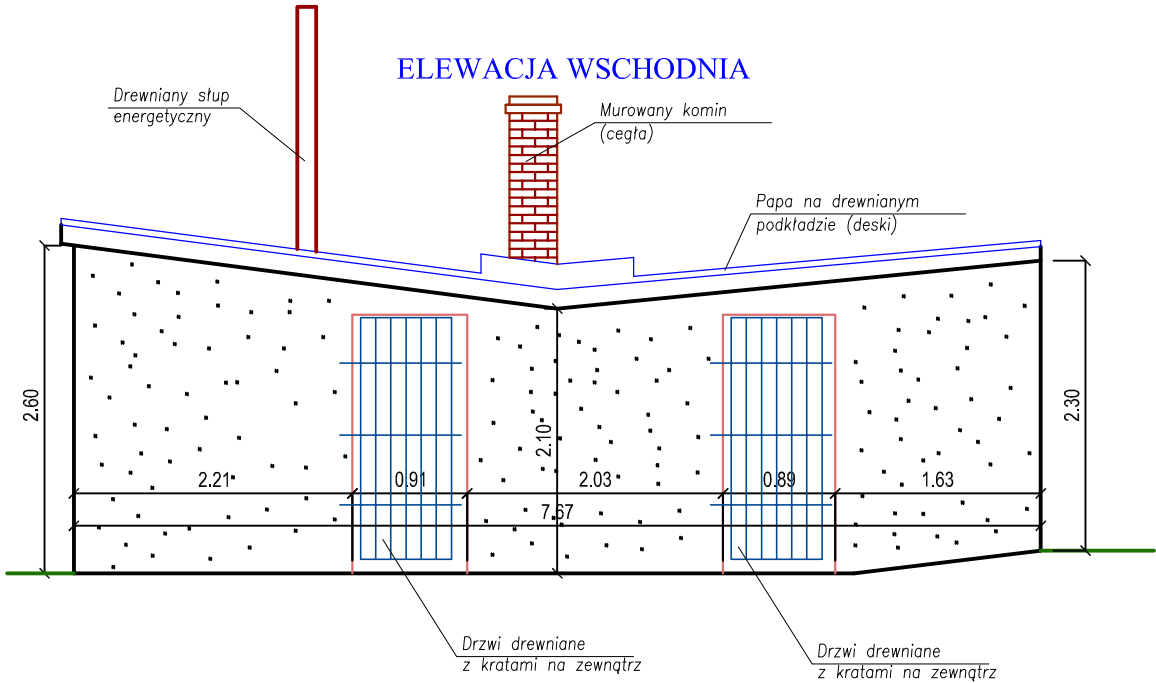 ELEWACJA WSCHODNIA
Drewniany słup
energetyczny
Murowany komin
(cegła)
Papa na drewnianym
podkładzie (deski)
2.60
2.10
2.30
2.21
0.91
2.03
0.89
1.63
7.67
Drzwi drewniane
z kratami na zewnątrz
Drzwi drewniane
z kratami na zewnątrz